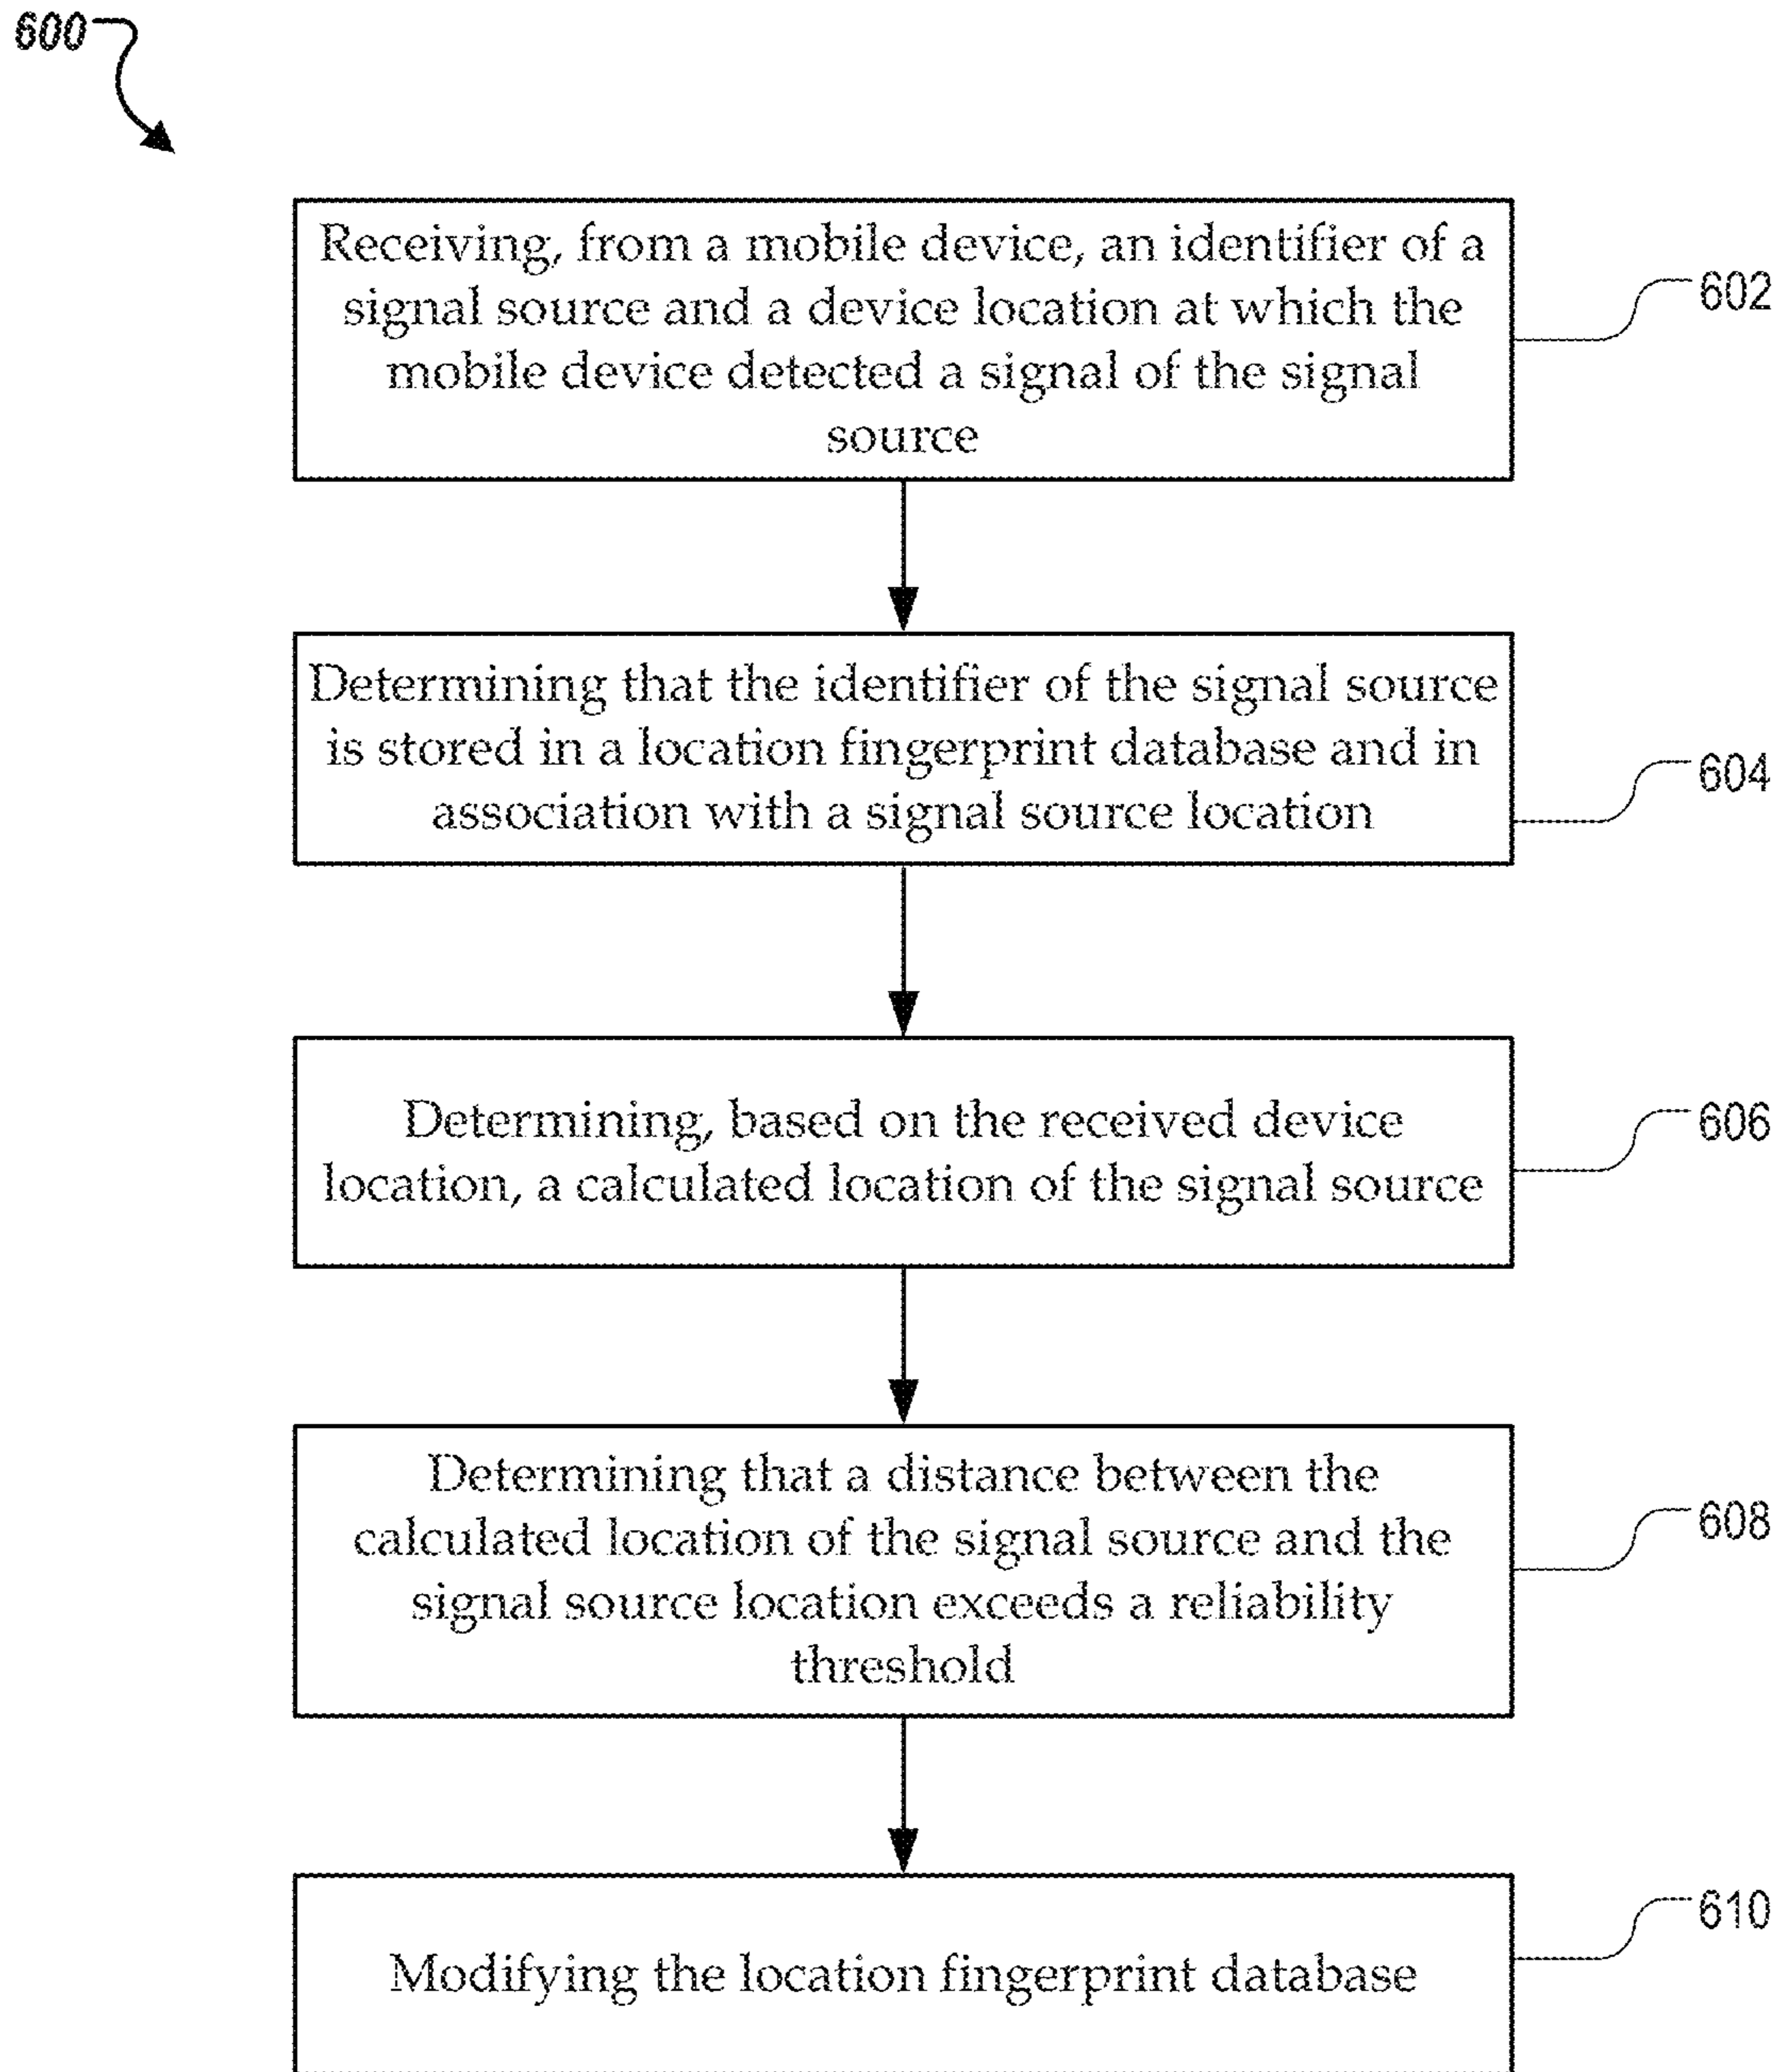 600
Receiving, from a mobile device, an identifier of a
signal source and a device location at which the
mobile device detected a signal of the signal
source
602
Determining that the identifier of the signal source
is stored in a location fingerprint database and in
association with a signal source location
604
Determining, based on the received device
location, a calculated location of the signal source
606
Determining that a distance between the
calculated location of the signal source and the
signal source location exceeds a reliability
threshold
608
Modifying the location fingerprint database
610